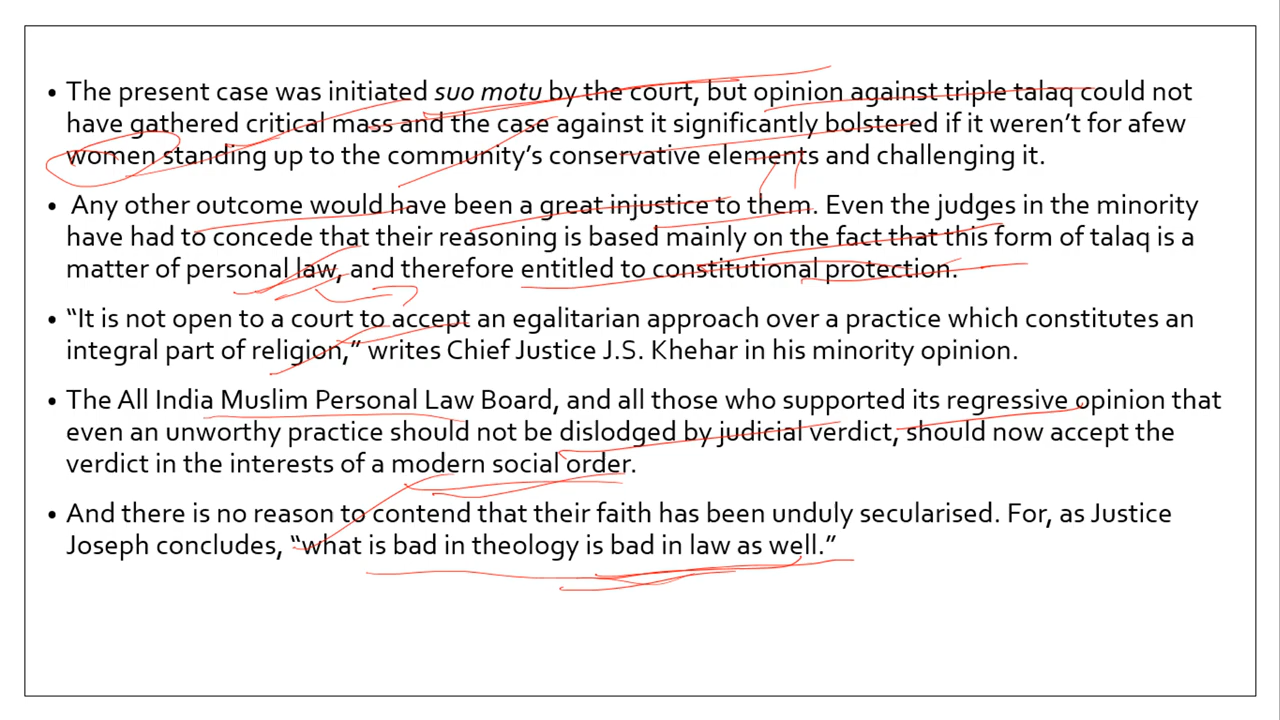 • The present case was initiated suo motu by the court, but opinion against triple talaq could not
have gathered critical mass and the case against it significantly bolstered if it weren't for afew
women standing up to the community's conservative elements and challenging it.
• Any other outcome would have been a great injustice to them. Even the judges in the minority
have had to concede that their reasoning is based mainly on the fact that this form of talaq is a
matter of personal law, and therefore entitled to constitutional protection.
• “It is not open to a court to accept an egalitarian approach over a practice which constitutes an
integral part of religion,” writes Chief Justice J.S. Khehar in his minority opinion.
• The All India Muslim Personal Law Board, and all those who supported its regressive opinion that
even an unworthy practice should not be dislodged by judicial verdict, should now accept the
verdict in the interests of a modern social order.
• And there is no reason to contend that their faith has been unduly secularised. For, as Justice
Joseph concludes, “what is bad in theology is bad in law as well.”